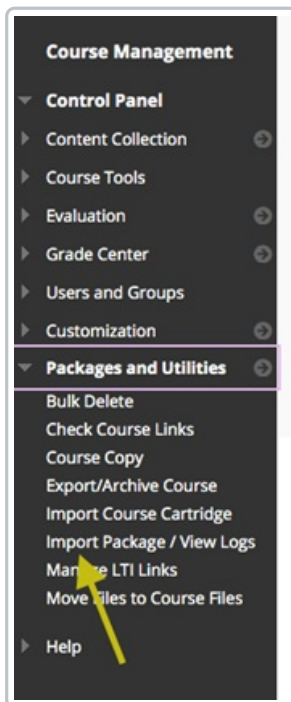 Course Management
Control Panel
Content Collection
Course Tools
Evaluation
Grade Center
Users and Groups
Customization
Packages and Utilities
Bulk Delete
Check Course Links
Course Copy
Export/Archive Course
Import Course Cartridge
Import Package / View Logs
Manage LTI Links
Move Files to Course Files
Help